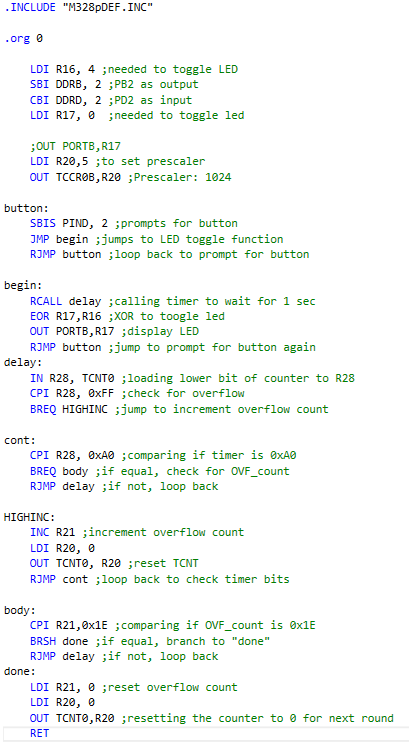 .INCLUDE "M328pDEF.INC"
.org 0
LDI R16, 4 ;needed to toggle LED
SBI DDRB, 2 ;PB2 as output
CBI DDRD, 2 ;PD2 as input
LDI R17, 0 ;needed to toggle led
;OUT PORTB,R17
LDI R20,5 ;to set prescaler
OUT TCCR0B,R20 ;Prescaler: 1024
button:
SBIS PIND, 2 ;prompts for button
JMP begin ;jumps to LED toggle function
RJMP button ;loop back to prompt for button
begin:
RCALL delay ;calling timer to wait for 1 sec
EOR R17,R16 ;XOR to toogle led
OUT PORTB,R17 ;display LED
RJMP button ;jump to prompt for button again
delay:
IN R28, TCNT0 ;loading lower bit of counter to R28
CPI R28, 0xFF ;check for overflow
BREQ HIGHINC ;jump to increment overflow count
cont:
CPI R28, 0xA0 ;comparing if timer is 0xA0
BREQ body ;if equal, check for OVF_count
RJMP delay ;if not, loop back
HIGHINC:
INC R21 ;increment overflow count
LDI R20, 0
OUT TCNT0, R20 ;reset TCNT
RJMP cont ;loop back to check timer bits
body:
CPI R21,0x1E ;comparing if OVF_count is 0x1E
BRSH done ;if equal, branch to "done"
RJMP delay ;if not, loop back
done:
LDI R21, 0 ;reset overflow count
LDI R20, 0
OUT TCNT0,R20 ;resetting the counter to 0 for next round
RET